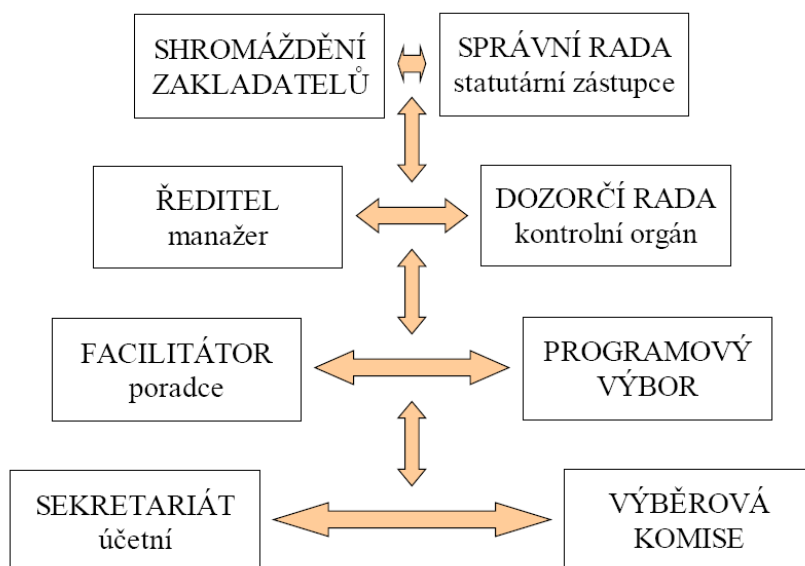 SHROMÁŽDĚNÍ
ZAKLADATELŮ
SPRÁVNÍ RADA
statutární zástupce
ŘEDITEL
manažer
DOZORČÍ RADA
kontrolní orgán
FACILITÁTOR
poradce
PROGRAMOVÝ
VÝBOR
SEKRETARIÁT
účetní
VÝBĚROVÁ
KOMISE